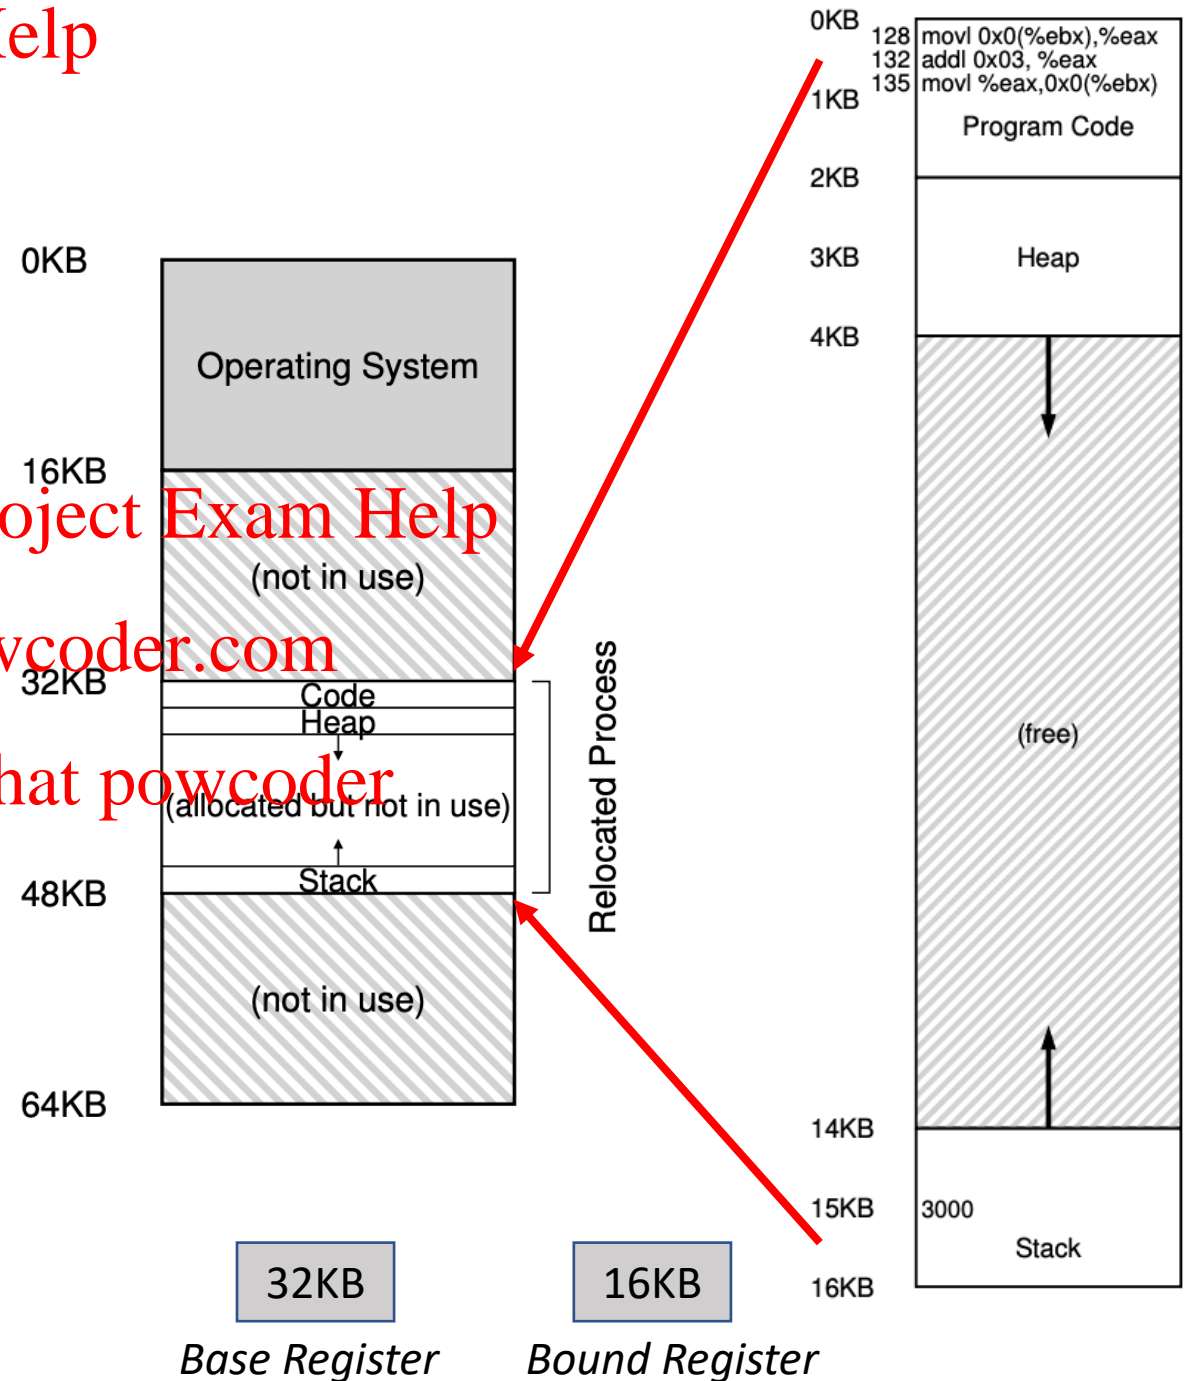 Help
0KB
128 movl 0x0(%ebx),%eax
132 addl 0x03, %eax
135 movl %eax,0x0(%ebx)
1KB
Program Code
2KB
3KB
Heap
4KB
(free)
14KB
15KB
3000
Stack
16KB
0KB
Operating System
16KB
oject Exam Help
(not in use)
wcoder.com
32KB
Code
Heap
hat powcoder
(allocated but not in use)
Stack
48KB
(not in use)
64KB
Relocated Process
32KB
16KB
Base Register
Bound Register